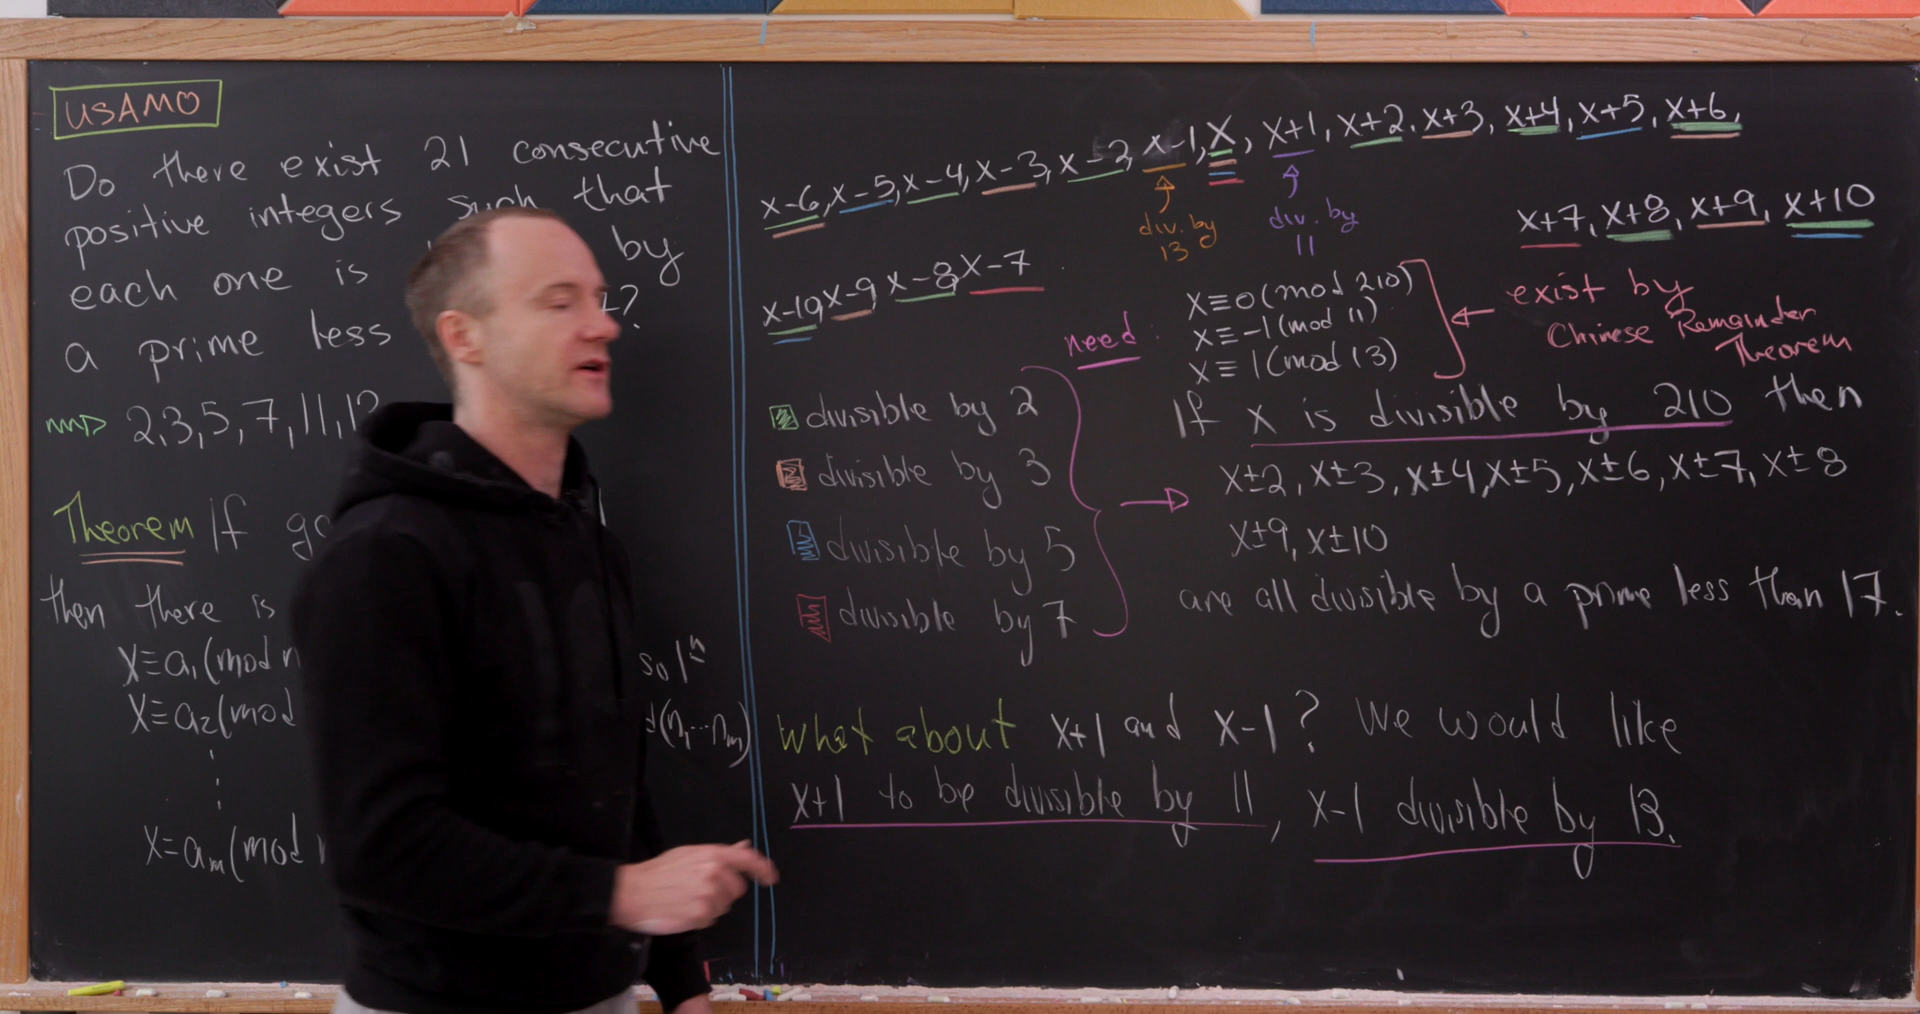 USAMO
Do there exist 21 consecutive
positive integers such that
each one is by
a prime less ?
⟿ 2,3,5,7,11,13
Theorem If
then there is
X≡a₁(mod sol'n
X≡a₂(mod (n₁...nₘ)
⋮
X=aₘ(mod
x-6, x-5, x-4, x-3, x-2, x-1, X, x+1, x+2, x+3, x+4, x+5, x+6,
div. by 13
div. by 11
x+7, x+8, x+9, x+10
x-10 x-9 x-8 x-7
need:
X≡0(mod 210)
X≡-1(mod 11)
X≡1(mod 13)
← exist by
Chinese Remainder
Theorem
divisible by 2
divisible by 3
divisible by 5
divisible by 7
If x is divisible by 210 then
x±2, x±3, x±4, x±5, x±6, x±7, x±8
x±9, x±10
are all divisible by a prime less than 17.
What about x+1 and x-1? We would like
x+1 to be divisible by 11, x-1 divisible by 13.